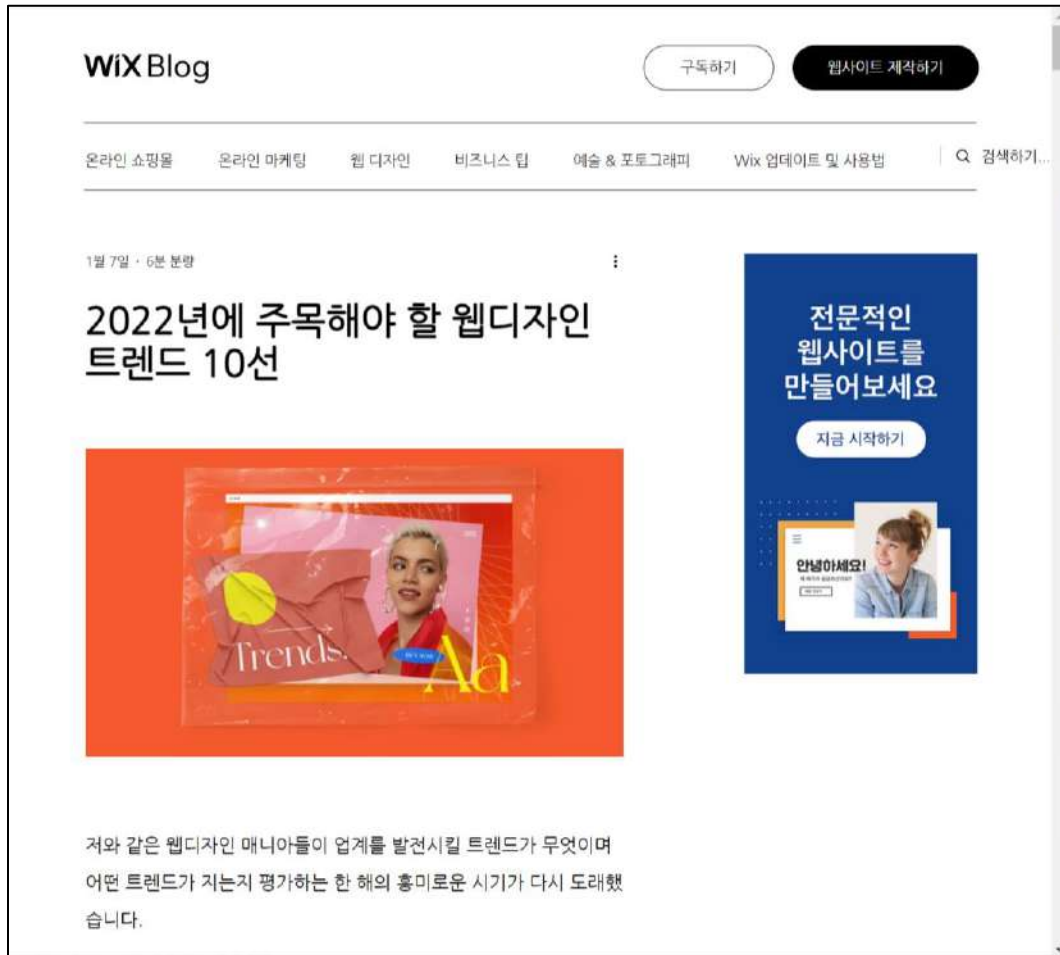 WiX Blog
구독하기
웹사이트 제작하기
온라인 쇼핑몰 온라인 마케팅 웹 디자인 비즈니스 팁 예술 & 포토그래피 Wix 업데이트 및 사용법 검색하기...
1월 7일 · 6분 분량
2022년에 주목해야 할 웹디자인
트렌드 10선
Trends.
Aa
전문적인
웹사이트를
만들어보세요
지금 시작하기
안녕하세요!
저와 같은 웹디자인 매니아들이 업계를 발전시킬 트렌드가 무엇이며
어떤 트렌드가 지는지 평가하는 한 해의 흥미로운 시기가 다시 도래했
습니다.